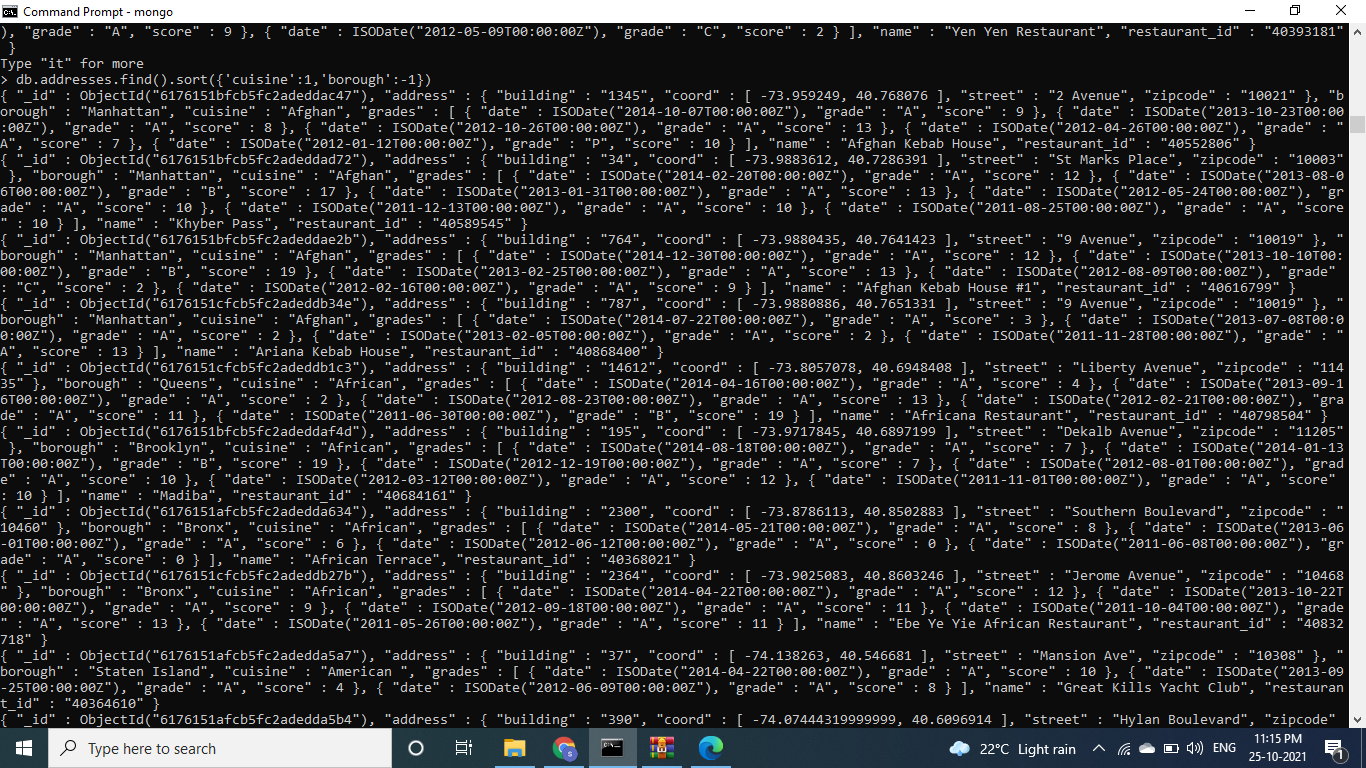 Command Prompt - mongo
), "grade" : "A", "score" : 9 }, { "date" : ISODate("2012-05-09T00:00:00Z"), "grade" : "C", "score" : 2 } ], "name" : "Yen Yen Restaurant", "restaurant_id" : "40393181"
 }
Type "it" for more
> db.addresses.find().sort({'cuisine':1,'borough':-1})
{ "_id" : ObjectId("6176151bfcb5fc2adeddac47"), "address" : { "building" : "1345", "coord" : [ -73.959249, 40.768076 ], "street" : "2 Avenue", "zipcode" : "10021" }, "b
orough" : "Manhattan", "cuisine" : "Afghan", "grades" : [ { "date" : ISODate("2014-10-07T00:00:00Z"), "grade" : "A", "score" : 9 }, { "date" : ISODate("2013-10-23T00:00
:00Z"), "grade" : "A", "score" : 8 }, { "date" : ISODate("2012-10-26T00:00:00Z"), "grade" : "A", "score" : 13 }, { "date" : ISODate("2012-04-26T00:00:00Z"), "grade" : "
A", "score" : 7 }, { "date" : ISODate("2012-01-12T00:00:00Z"), "grade" : "P", "score" : 10 } ], "name" : "Afghan Kebab House", "restaurant_id" : "40552806" }
{ "_id" : ObjectId("6176151bfcb5fc2adeddad72"), "address" : { "building" : "34", "coord" : [ -73.9883612, 40.7286391 ], "street" : "St Marks Place", "zipcode" : "10003"
 }, "borough" : "Manhattan", "cuisine" : "Afghan", "grades" : [ { "date" : ISODate("2014-02-20T00:00:00Z"), "grade" : "A", "score" : 12 }, { "date" : ISODate("2013-08-0
6T00:00:00Z"), "grade" : "B", "score" : 17 }, { "date" : ISODate("2013-01-31T00:00:00Z"), "grade" : "A", "score" : 13 }, { "date" : ISODate("2012-05-24T00:00:00Z"), "gr
ade" : "A", "score" : 10 }, { "date" : ISODate("2011-12-13T00:00:00Z"), "grade" : "A", "score" : 10 }, { "date" : ISODate("2011-08-25T00:00:00Z"), "grade" : "A", "score
" : 10 } ], "name" : "Khyber Pass", "restaurant_id" : "40589545" }
{ "_id" : ObjectId("6176151bfcb5fc2adeddae2b"), "address" : { "building" : "764", "coord" : [ -73.9880435, 40.7641423 ], "street" : "9 Avenue", "zipcode" : "10019" }, "
borough" : "Manhattan", "cuisine" : "Afghan", "grades" : [ { "date" : ISODate("2014-12-30T00:00:00Z"), "grade" : "A", "score" : 12 }, { "date" : ISODate("2013-10-10T00:
00:00Z"), "grade" : "B", "score" : 19 }, { "date" : ISODate("2013-02-25T00:00:00Z"), "grade" : "A", "score" : 13 }, { "date" : ISODate("2012-08-09T00:00:00Z"), "grade"
: "C", "score" : 2 }, { "date" : ISODate("2012-02-16T00:00:00Z"), "grade" : "A", "score" : 9 } ], "name" : "Afghan Kebab House #1", "restaurant_id" : "40616799" }
{ "_id" : ObjectId("6176151cfcb5fc2adeddb34e"), "address" : { "building" : "787", "coord" : [ -73.9880886, 40.7651331 ], "street" : "9 Avenue", "zipcode" : "10019" }, "
borough" : "Manhattan", "cuisine" : "Afghan", "grades" : [ { "date" : ISODate("2014-07-22T00:00:00Z"), "grade" : "A", "score" : 3 }, { "date" : ISODate("2013-07-08T00:0
0:00Z"), "grade" : "A", "score" : 2 }, { "date" : ISODate("2013-02-05T00:00:00Z"), "grade" : "A", "score" : 2 }, { "date" : ISODate("2011-11-28T00:00:00Z"), "grade" : "
A", "score" : 13 } ], "name" : "Ariana Kebab House", "restaurant_id" : "40868400" }
{ "_id" : ObjectId("6176151cfcb5fc2adeddb1c3"), "address" : { "building" : "14612", "coord" : [ -73.8057078, 40.6948408 ], "street" : "Liberty Avenue", "zipcode" : "114
35" }, "borough" : "Queens", "cuisine" : "African", "grades" : [ { "date" : ISODate("2014-04-16T00:00:00Z"), "grade" : "A", "score" : 4 }, { "date" : ISODate("2013-09-1
6T00:00:00Z"), "grade" : "A", "score" : 2 }, { "date" : ISODate("2012-08-23T00:00:00Z"), "grade" : "A", "score" : 13 }, { "date" : ISODate("2012-02-21T00:00:00Z"), "gra
de" : "A", "score" : 11 }, { "date" : ISODate("2011-06-30T00:00:00Z"), "grade" : "B", "score" : 19 } ], "name" : "Africana Restaurant", "restaurant_id" : "40798504" }
{ "_id" : ObjectId("6176151bfcb5fc2adeddaf4d"), "address" : { "building" : "195", "coord" : [ -73.9717845, 40.6897199 ], "street" : "Dekalb Avenue", "zipcode" : "11205"
 }, "borough" : "Brooklyn", "cuisine" : "African", "grades" : [ { "date" : ISODate("2014-08-18T00:00:00Z"), "grade" : "A", "score" : 7 }, { "date" : ISODate("2014-01-13
T00:00:00Z"), "grade" : "B", "score" : 19 }, { "date" : ISODate("2012-12-19T00:00:00Z"), "grade" : "A", "score" : 7 }, { "date" : ISODate("2012-08-01T00:00:00Z"), "grad
e" : "A", "score" : 10 }, { "date" : ISODate("2012-03-12T00:00:00Z"), "grade" : "A", "score" : 12 }, { "date" : ISODate("2011-11-01T00:00:00Z"), "grade" : "A", "score"
: 10 } ], "name" : "Madiba", "restaurant_id" : "40684161" }
{ "_id" : ObjectId("6176151afcb5fc2adedda634"), "address" : { "building" : "2300", "coord" : [ -73.8786113, 40.8502883 ], "street" : "Southern Boulevard", "zipcode" : "
10460" }, "borough" : "Bronx", "cuisine" : "African", "grades" : [ { "date" : ISODate("2014-05-21T00:00:00Z"), "grade" : "A", "score" : 8 }, { "date" : ISODate("2013-06
-01T00:00:00Z"), "grade" : "A", "score" : 6 }, { "date" : ISODate("2012-06-12T00:00:00Z"), "grade" : "A", "score" : 0 }, { "date" : ISODate("2011-06-08T00:00:00Z"), "gr
ade" : "A", "score" : 0 } ], "name" : "African Terrace", "restaurant_id" : "40368021" }
{ "_id" : ObjectId("6176151cfcb5fc2adeddb27b"), "address" : { "building" : "2364", "coord" : [ -73.9025083, 40.8603246 ], "street" : "Jerome Avenue", "zipcode" : "10468
" }, "borough" : "Bronx", "cuisine" : "African", "grades" : [ { "date" : ISODate("2014-04-22T00:00:00Z"), "grade" : "A", "score" : 12 }, { "date" : ISODate("2013-10-22T
00:00:00Z"), "grade" : "A", "score" : 9 }, { "date" : ISODate("2012-09-18T00:00:00Z"), "grade" : "A", "score" : 11 }, { "date" : ISODate("2011-10-04T00:00:00Z"), "grade
" : "A", "score" : 13 }, { "date" : ISODate("2011-05-26T00:00:00Z"), "grade" : "A", "score" : 11 } ], "name" : "Ebe Ye Yie African Restaurant", "restaurant_id" : "40832
718" }
{ "_id" : ObjectId("6176151afcb5fc2adedda5a7"), "address" : { "building" : "37", "coord" : [ -74.138263, 40.546681 ], "street" : "Mansion Ave", "zipcode" : "10308" }, "
borough" : "Staten Island", "cuisine" : "American ", "grades" : [ { "date" : ISODate("2014-04-22T00:00:00Z"), "grade" : "A", "score" : 10 }, { "date" : ISODate("2013-09
-25T00:00:00Z"), "grade" : "A", "score" : 4 }, { "date" : ISODate("2012-06-09T00:00:00Z"), "grade" : "A", "score" : 8 } ], "name" : "Great Kills Yacht Club", "restauran
t_id" : "40364610" }
{ "_id" : ObjectId("6176151afcb5fc2adedda5b4"), "address" : { "building" : "390", "coord" : [ -74.07444319999999, 40.6096914 ], "street" : "Hylan Boulevard", "zipcode"
Type here to search
22°C Light rain
ENG
11:15 PM
25-10-2021
1